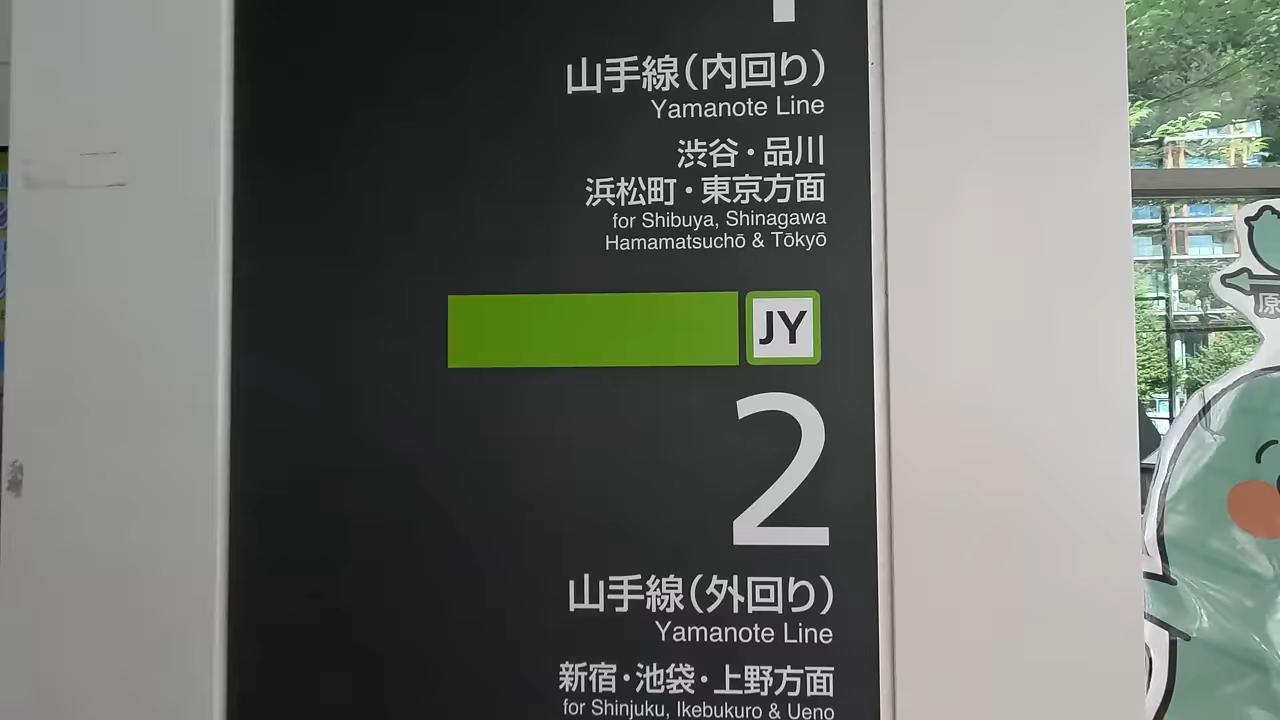 山手線(内回り)
Yamanote Line
渋谷・品川
浜松町・東京方面
for Shibuya, Shinagawa
Hamamatsuchō & Tōkyō
JY
2
山手線(外回り)
Yamanote Line
新宿・池袋・上野方面
for Shinjuku, Ikebukuro & Ueno
原